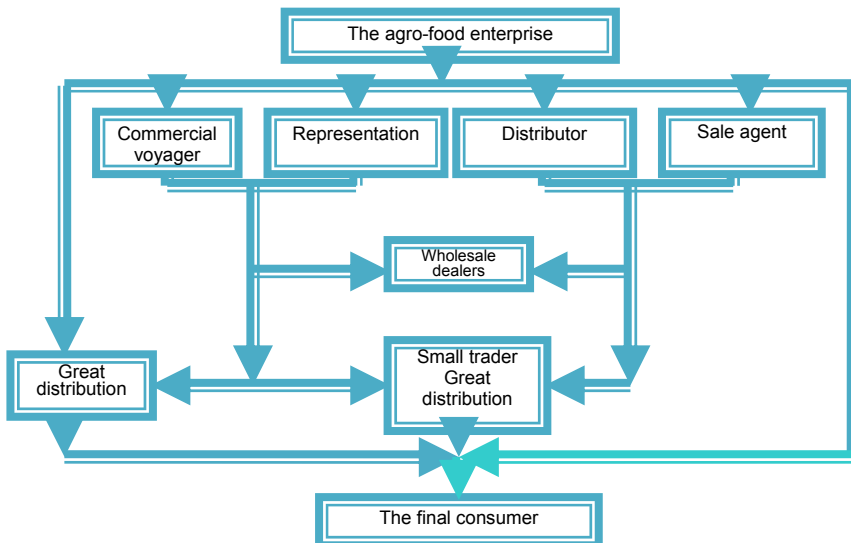 The agro-food enterprise
Commercial
voyager
Representation
Distributor
Sale agent
Wholesale
dealers
Great
distribution
Small trader
Great
distribution
The final consumer